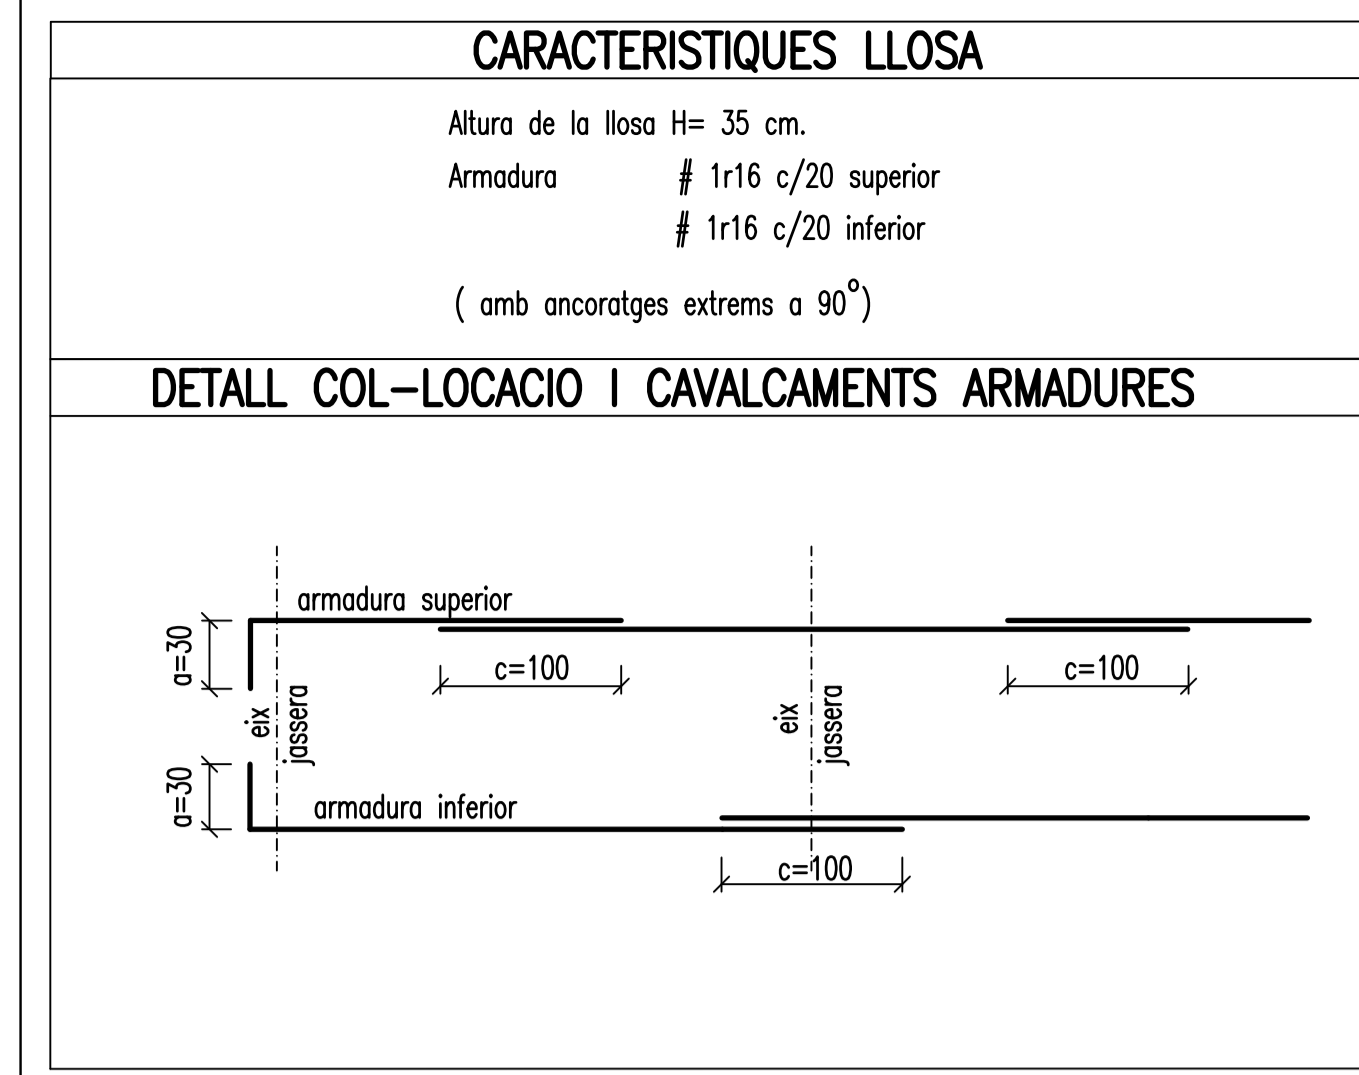 CARACTERISTIQUES LLOSA
Altura de la llosa H= 35 cm.
Armadura # 1r16 c/20 superior
# 1r16 c/20 inferior
( amb ancoratges extrems a 90º)
DETALL COL-LOCACIO I CAVALCAMENTS ARMADURES
armadura superior
a=30
c=100
c=100
eix
jassera
eix
jassera
a=30
armadura inferior
c=100